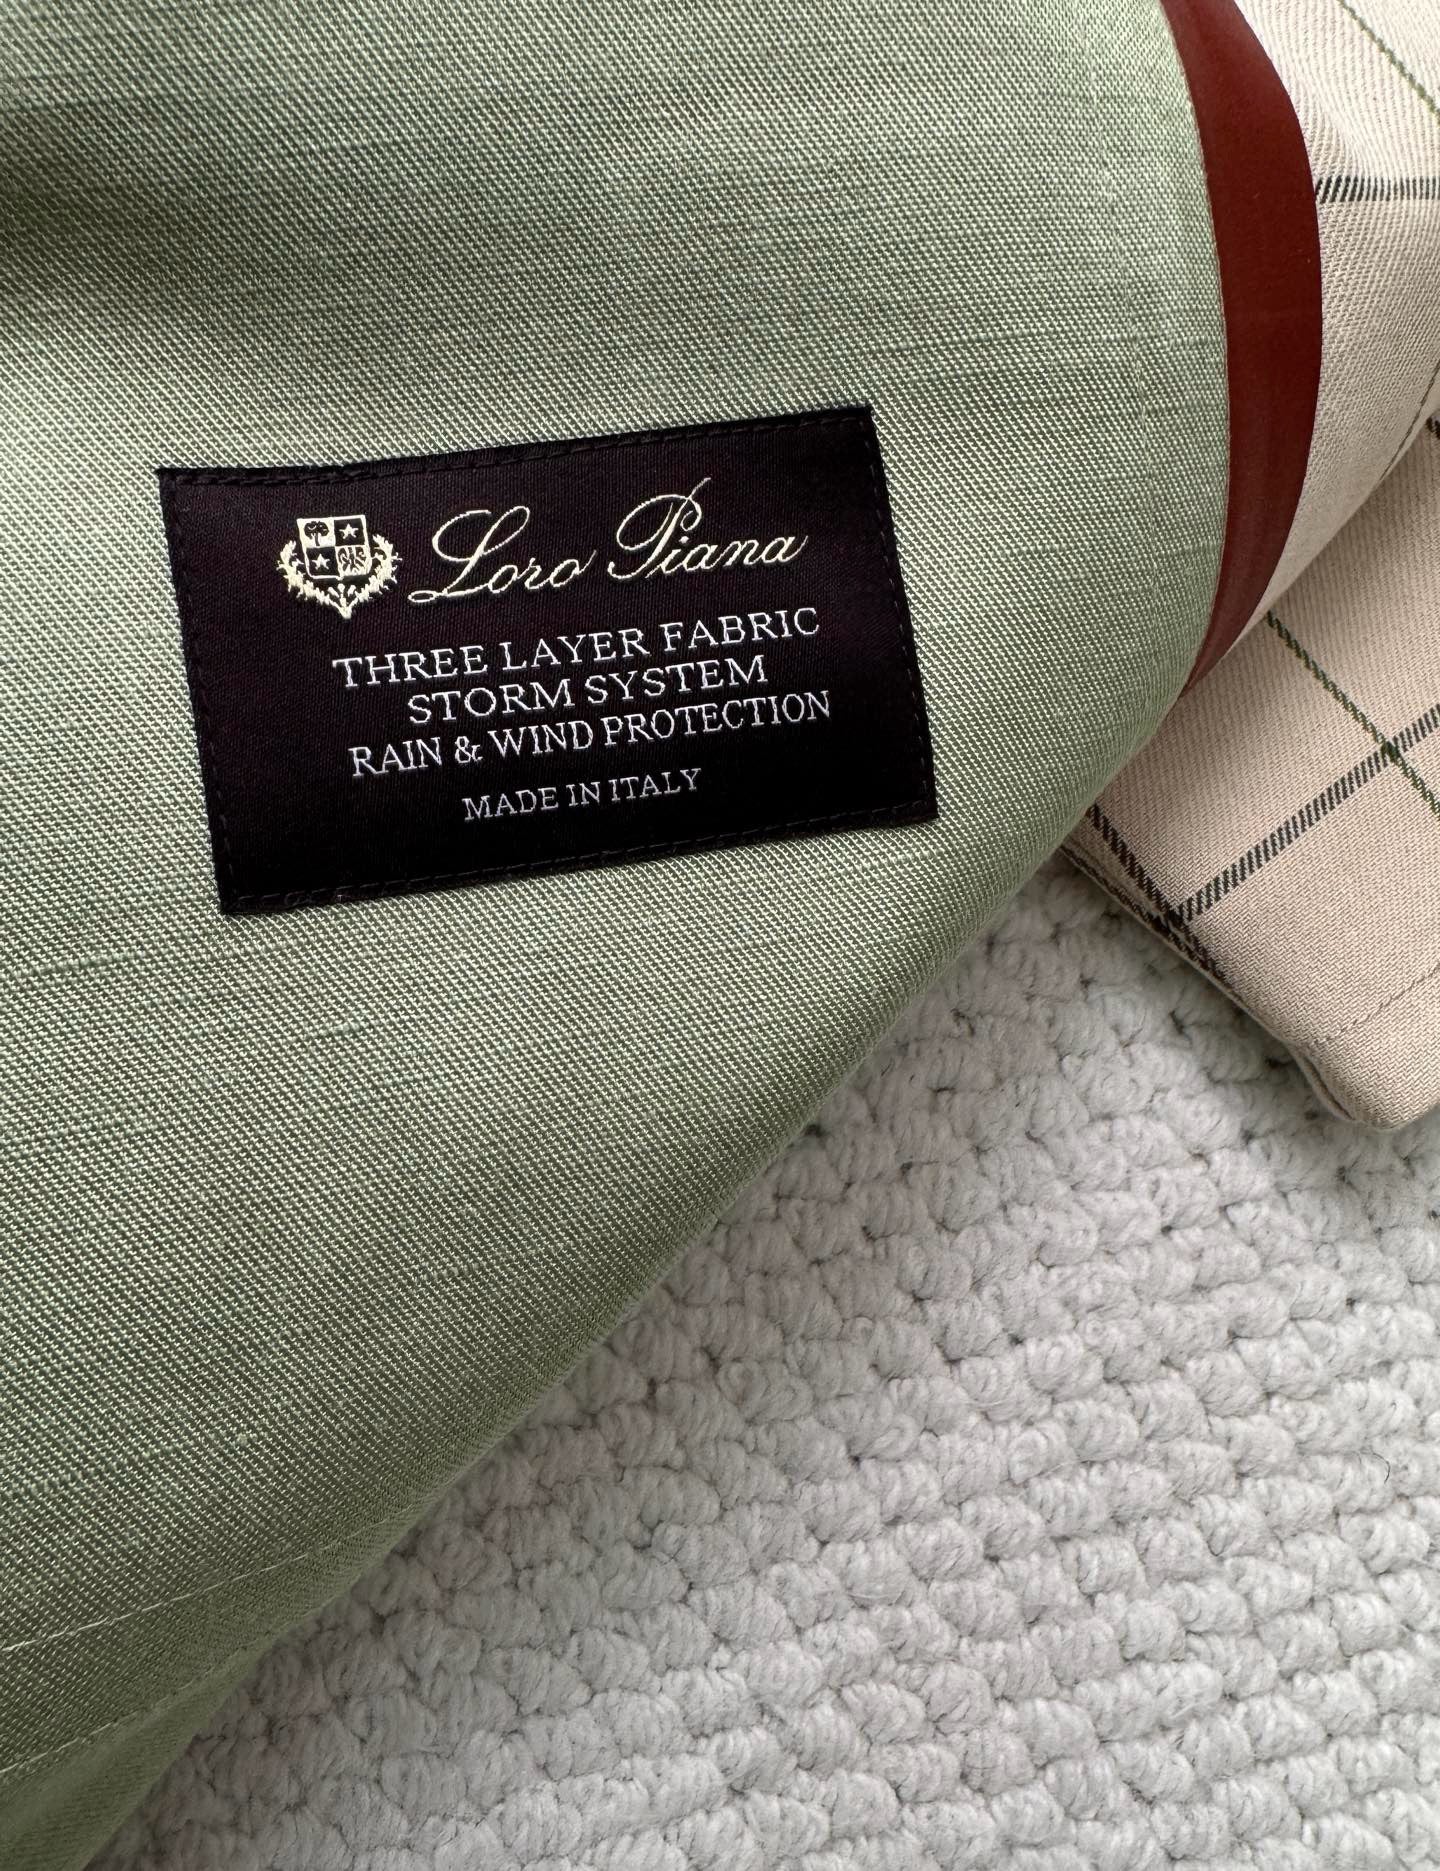 Loro Piana
THREE LAYER FABRIC
STORM SYSTEM
RAIN & WIND PROTECTION
MADE IN ITALY